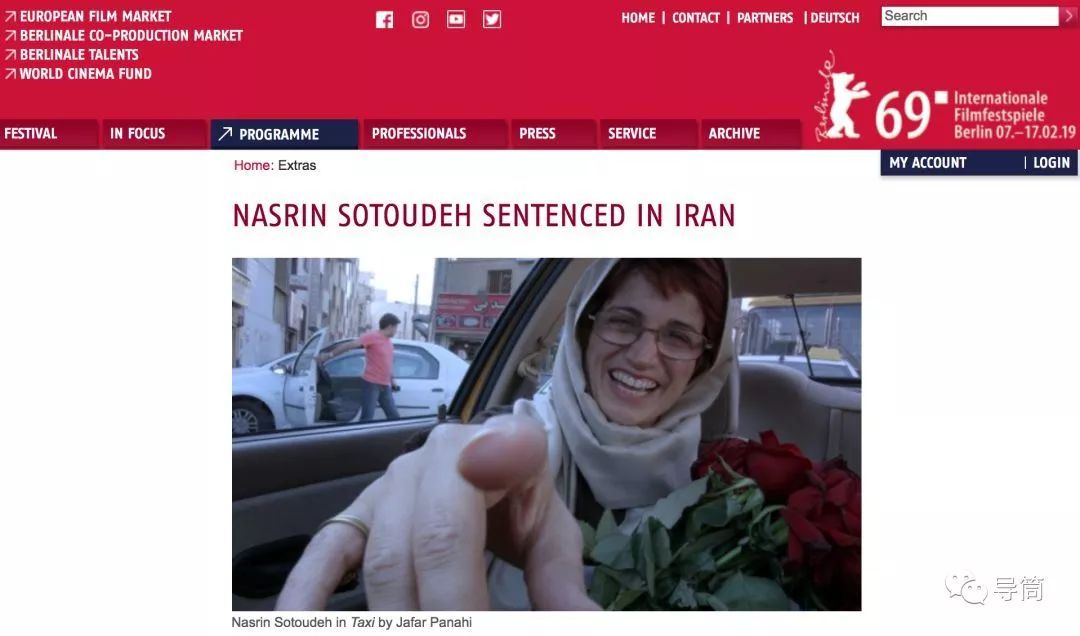 EUROPEAN FILM MARKET
BERLINALE CO-PRODUCTION MARKET
BERLINALE TALENTS
WORLD CINEMA FUND
HOME | CONTACT | PARTNERS | DEUTSCH
Search
Berlinale
69
Internationale
Filmfestspiele
Berlin 07.–17.02.19
FESTIVAL IN FOCUS PROGRAMME PROFESSIONALS PRESS SERVICE ARCHIVE
MY ACCOUNT | LOGIN
Home: Extras
NASRIN SOTOUDEH SENTENCED IN IRAN
Nasrin Sotoudeh in Taxi by Jafar Panahi
导筒